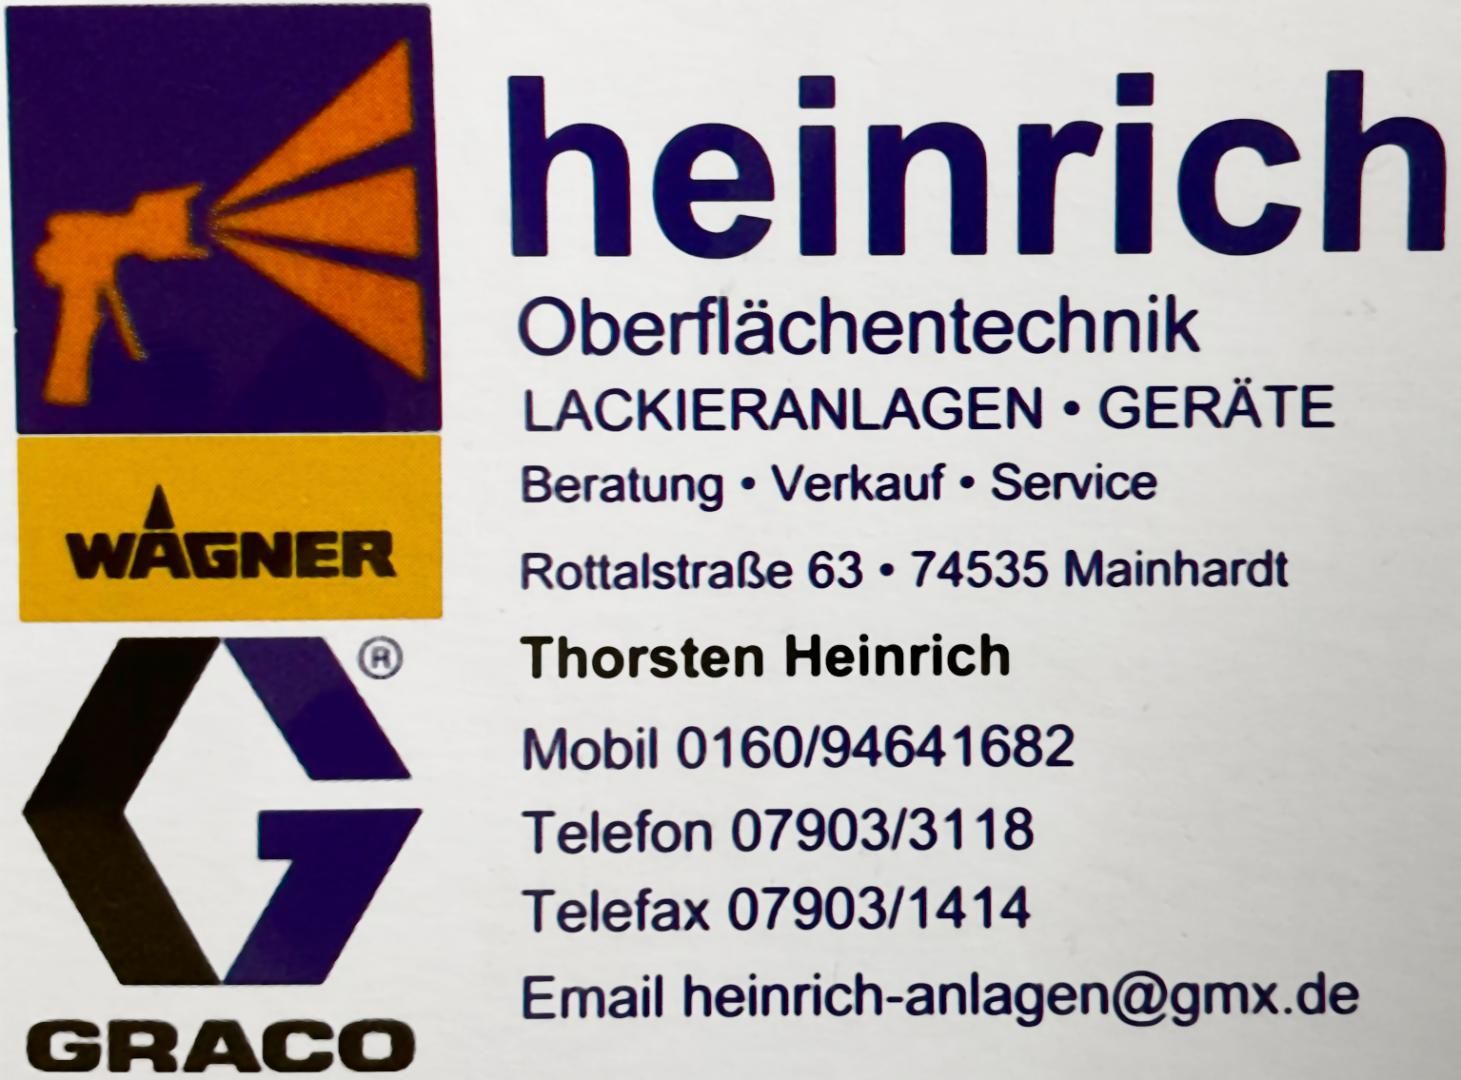 heinrich
Oberflächentechnik
LACKIERANLAGEN • GERÄTE
Beratung • Verkauf • Service
Rottalstraße 63 • 74535 Mainhardt
Thorsten Heinrich
Mobil 0160/94641682
Telefon 07903/3118
Telefax 07903/1414
Email heinrich-anlagen@gmx.de
WAGNER
®
GRACO